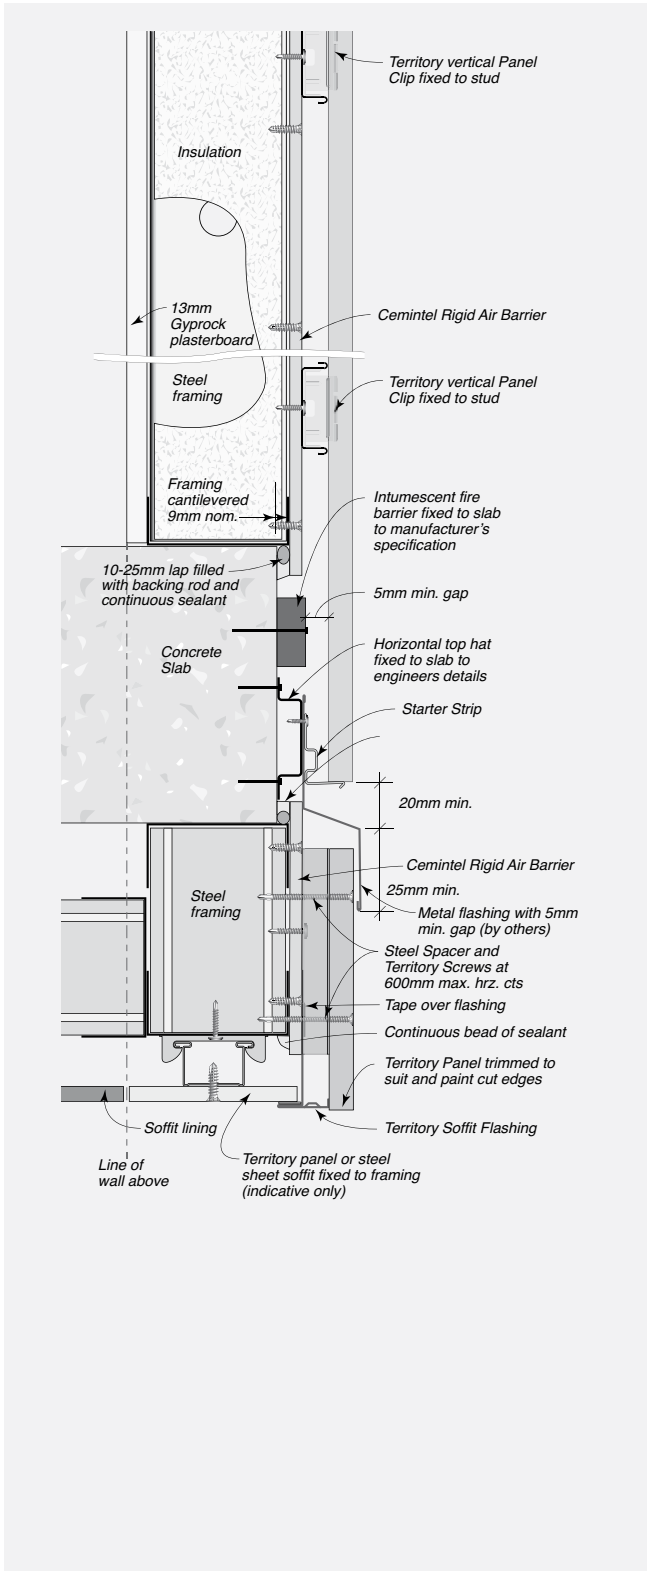 Territory vertical Panel
Clip fixed to stud
Insulation
13mm
Gyprock
plasterboard
Cemintel Rigid Air Barrier
Steel
framing
Territory vertical Panel
Clip fixed to stud
Framing
cantilevered
9mm nom.
Intumescent fire
barrier fixed to slab
to manufacturer’s
specification
10-25mm lap filled
with backing rod and
continuous sealant
5mm min. gap
Concrete
Slab
Horizontal top hat
fixed to slab to
engineers details
Starter Strip
20mm min.
Cemintel Rigid Air Barrier
25mm min.
Steel
framing
Metal flashing with 5mm
min. gap (by others)
Steel Spacer and
Territory Screws at
600mm max. hrz. cts
Tape over flashing
Continuous bead of sealant
Territory Panel trimmed to
suit and paint cut edges
Soffit lining
Territory Soffit Flashing
Line of
wall above
Territory panel or steel
sheet soffit fixed to framing
(indicative only)